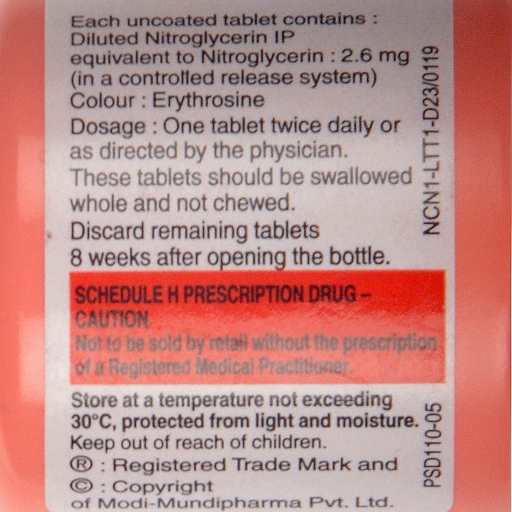 Each uncoated tablet contains :
Diluted Nitroglycerin IP
equivalent to Nitroglycerin : 2.6 mg
(in a controlled release system)
Colour : Erythrosine
Dosage : One tablet twice daily or
as directed by the physician.
These tablets should be swallowed
whole and not chewed.
Discard remaining tablets
8 weeks after opening the bottle.
SCHEDULE H PRESCRIPTION DRUG –
CAUTION
Not to be sold by retail without the prescription
of a Registered Medical Practitioner.
Store at a temperature not exceeding
30°C, protected from light and moisture.
Keep out of reach of children.
® : Registered Trade Mark and
© : Copyright
of Modi-Mundipharma Pvt. Ltd.
NCN1-LTT1-D23/0119
PSD110-05